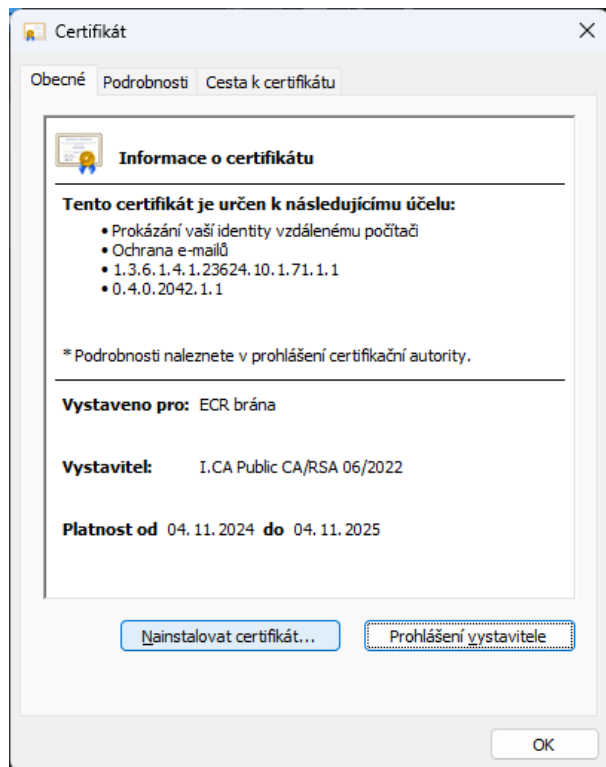 Certifikát
Obecné Podrobnosti Cesta k certifikátu
Informace o certifikátu
Tento certifikát je určen k následujícímu účelu:
• Prokázání vaší identity vzdálenému počítači
• Ochrana e-mailů
• 1.3.6.1.4.1.23624.10.1.71.1.1
• 0.4.0.2042.1.1
* Podrobnosti naleznete v prohlášení certifikační autority.
Vystaveno pro: ECR brána
Vystavitel: I.CA Public CA/RSA 06/2022
Platnost od 04.11.2024 do 04.11.2025
Nainstalovat certifikát... Prohlášení vystavitele
OK